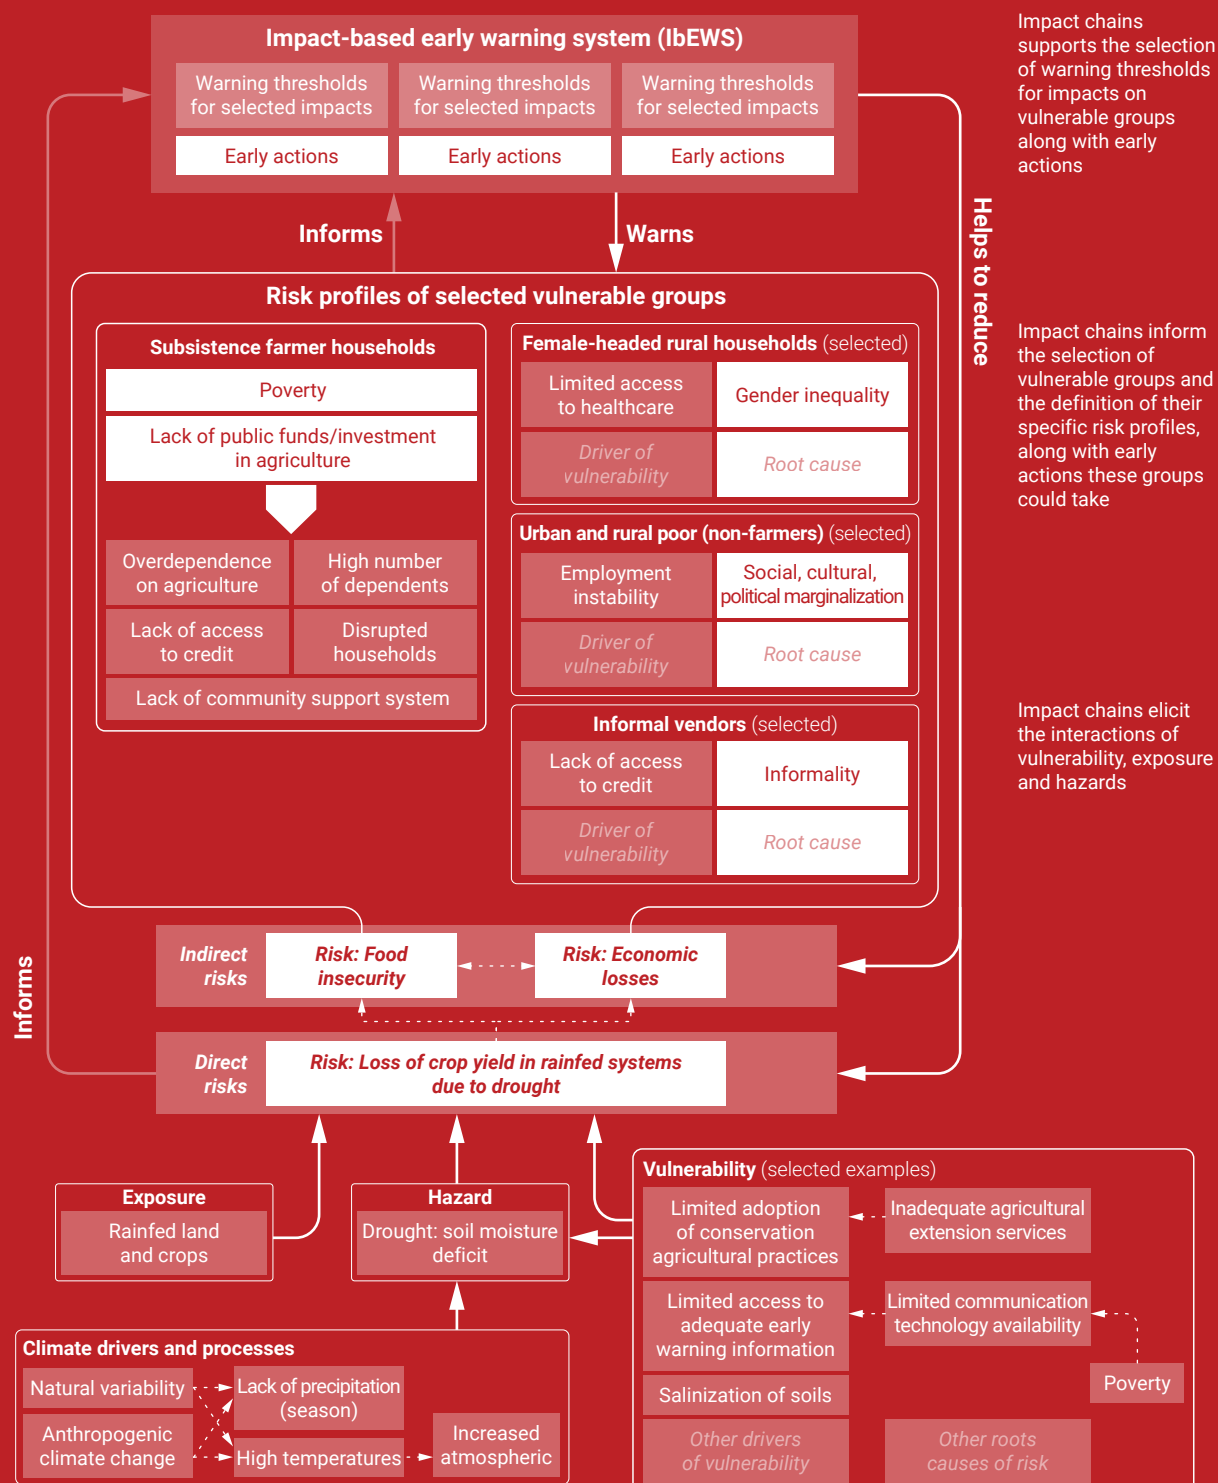 Impact-based early warning system (IbEWS)
Warning thresholds
for selected impacts
Warning thresholds
for selected impacts
Warning thresholds
for selected impacts
Early actions
Early actions
Early actions
Impact chains
supports the selection
of warning thresholds
for impacts on
vulnerable groups
along with early
actions
Informs
Warns
Helps to reduce
Risk profiles of selected vulnerable groups
Subsistence farmer households
Poverty
Lack of public funds/investment
in agriculture
Overdependence
on agriculture
High number
of dependents
Lack of access
to credit
Disrupted
households
Lack of community support system
Female-headed rural households (selected)
Limited access
to healthcare
Gender inequality
Driver of
vulnerability
Root cause
Urban and rural poor (non-farmers) (selected)
Employment
instability
Social, cultural,
political marginalization
Driver of
vulnerability
Root cause
Informal vendors (selected)
Lack of access
to credit
Informality
Driver of
vulnerability
Root cause
Impact chains inform
the selection of
vulnerable groups and
the definition of their
specific risk profiles,
along with early
actions these groups
could take
Impact chains elicit
the interactions of
vulnerability, exposure
and hazards
Informs
Indirect
risks
Risk: Food
insecurity
Risk: Economic
losses
Direct
risks
Risk: Loss of crop yield in rainfed systems
due to drought
Exposure
Rainfed land
and crops
Hazard
Drought: soil moisture
deficit
Vulnerability (selected examples)
Limited adoption
of conservation
agricultural practices
Inadequate agricultural
extension services
Limited access to
adequate early
warning information
Limited communication
technology availability
Poverty
Salinization of soils
Other drivers
of vulnerability
Other roots
causes of risk
Climate drivers and processes
Natural variability
Lack of precipitation
(season)
Anthropogenic
climate change
High temperatures
Increased
atmospheric